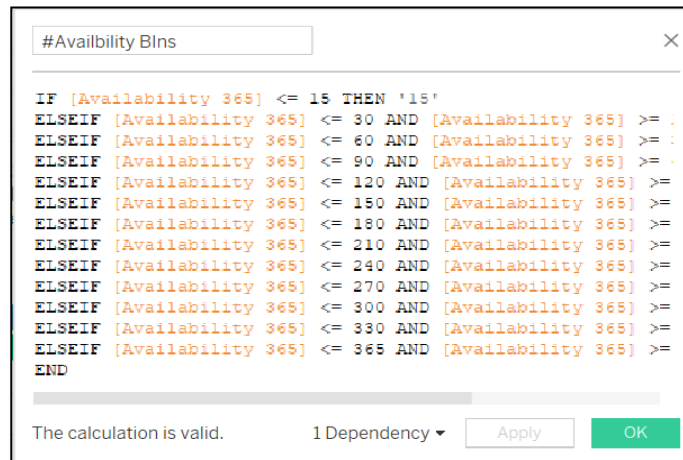 #Availbility BIns
IF [Availability 365] <= 15 THEN '15'
ELSEIF [Availability 365] <= 30 AND [Availability 365] >=
ELSEIF [Availability 365] <= 60 AND [Availability 365] >=
ELSEIF [Availability 365] <= 90 AND [Availability 365] >=
ELSEIF [Availability 365] <= 120 AND [Availability 365] >=
ELSEIF [Availability 365] <= 150 AND [Availability 365] >=
ELSEIF [Availability 365] <= 180 AND [Availability 365] >=
ELSEIF [Availability 365] <= 210 AND [Availability 365] >=
ELSEIF [Availability 365] <= 240 AND [Availability 365] >=
ELSEIF [Availability 365] <= 270 AND [Availability 365] >=
ELSEIF [Availability 365] <= 300 AND [Availability 365] >=
ELSEIF [Availability 365] <= 330 AND [Availability 365] >=
ELSEIF [Availability 365] <= 365 AND [Availability 365] >=
END
The calculation is valid. 1 Dependency Apply OK